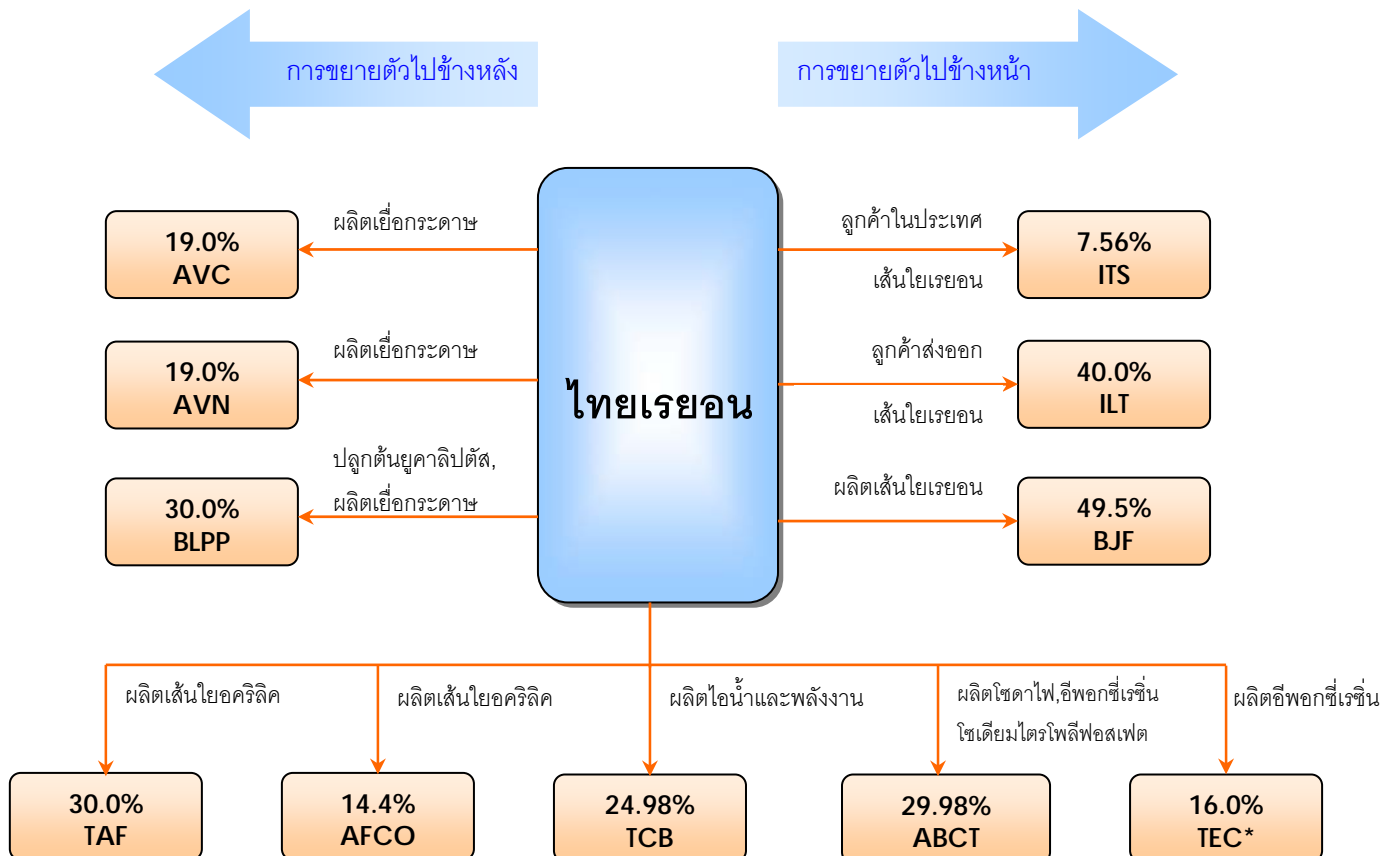 การขยายตัวไปข้างหลัง
การขยายตัวไปข้างหน้า
ผลิตเยื่อกระดาษ
19.0%
AVC
ลูกค้าในประเทศ
เส้นใยเรยอน
7.56%
ITS
ผลิตเยื่อกระดาษ
19.0%
AVN
ไทยเรยอน
ลูกค้าส่งออก
เส้นใยเรยอน
40.0%
ILT
ปลูกต้นยูคาลิปตัส,
ผลิตเยื่อกระดาษ
30.0%
BLPP
ผลิตเส้นใยเรยอน
49.5%
BJF
ผลิตเส้นใยอคริลิค
30.0%
TAF
ผลิตเส้นใยอคริลิค
14.4%
AFCO
ผลิตไอน้ำและพลังงาน
24.98%
TCB
ผลิตโซดาไฟ,อีพอกซี่เรซิ่น
โซเดียมไตรโพลีฟอสเฟต
29.98%
ABCT
ผลิตอีพอกซี่เรซิ่น
16.0%
TEC*